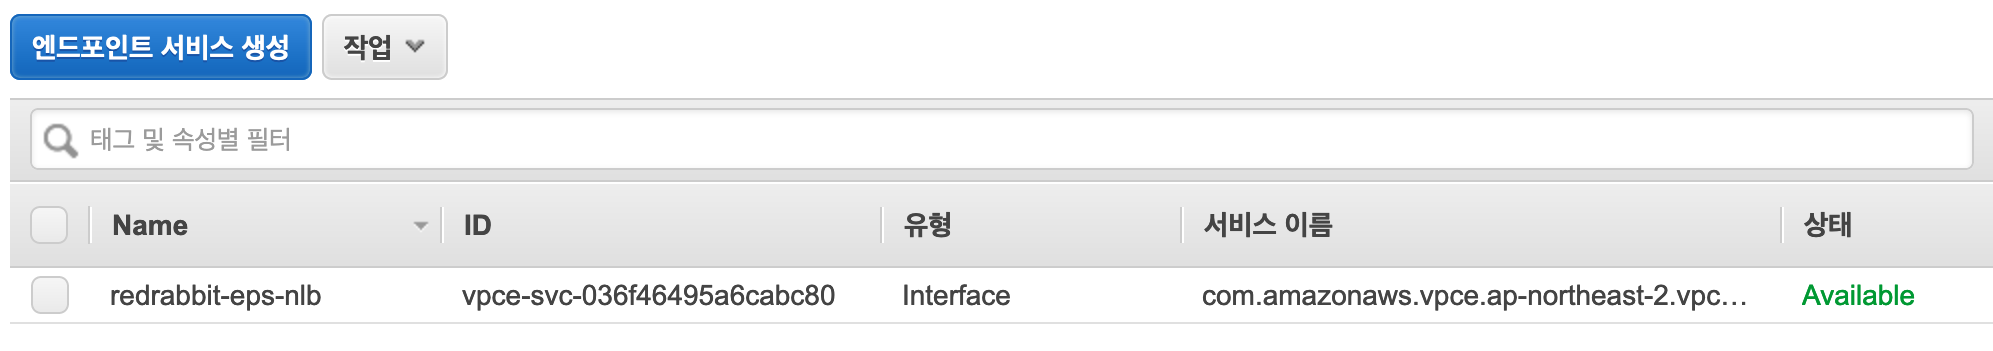 엔드포인트 서비스 생성 작업
태그 및 속성별 필터
Name ID 유형 서비스 이름 상태
redrabbit-eps-nlb vpce-svc-036f46495a6cabc80 Interface com.amazonaws.vpce.ap-northeast-2.vpc... Available